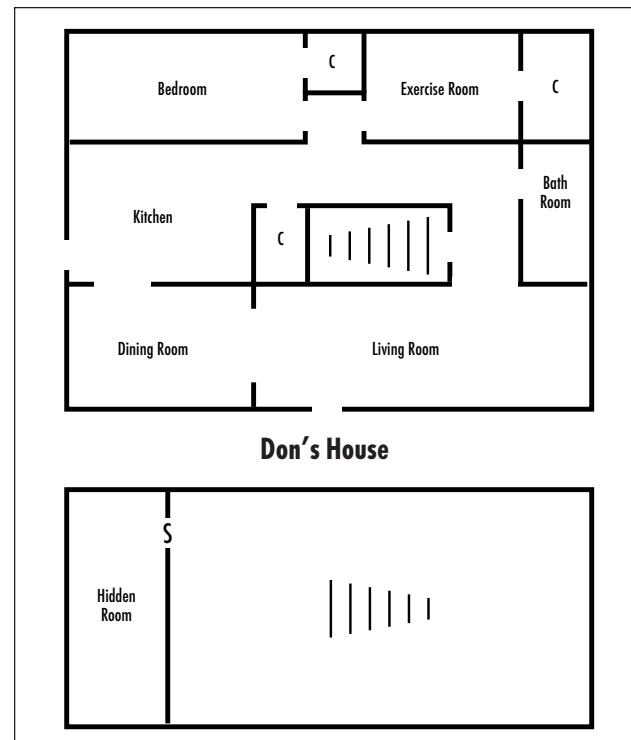 C
Bedroom
Exercise Room
C
Bath
Room
Kitchen
C
Dining Room
Living Room
Don's House
S
Hidden
Room